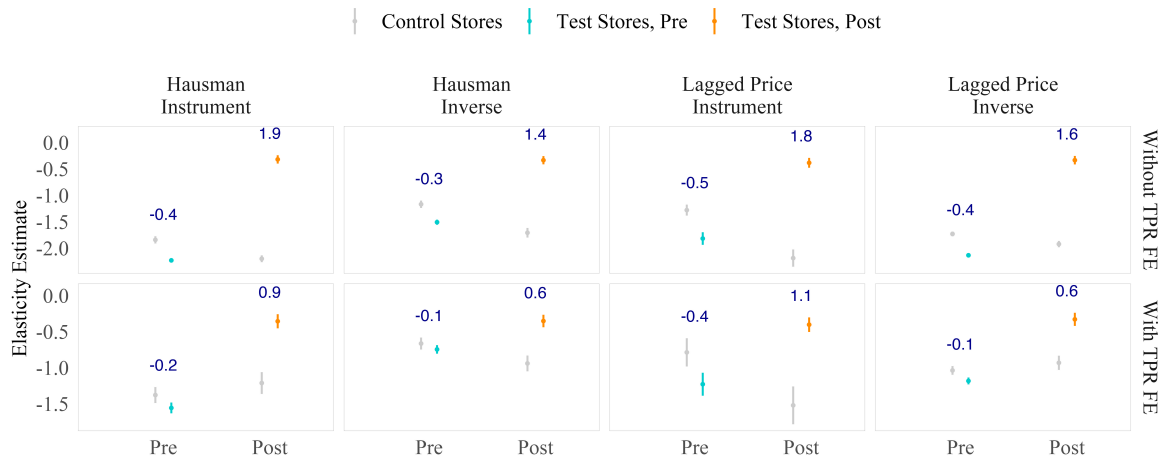 Control Stores Test Stores, Pre Test Stores, Post
Hausman Instrument
Hausman Inverse
Lagged Price Instrument
Lagged Price Inverse
Elasticity Estimate
0.0
-0.5
-1.0
-1.5
-2.0
-0.4
1.9
-0.3
1.4
-0.5
1.8
-0.4
1.6
Without TPR FE
0.0
-0.5
-1.0
-1.5
-0.2
0.9
-0.1
0.6
-0.4
1.1
-0.1
0.6
With TPR FE
Pre Post Pre Post Pre Post Pre Post